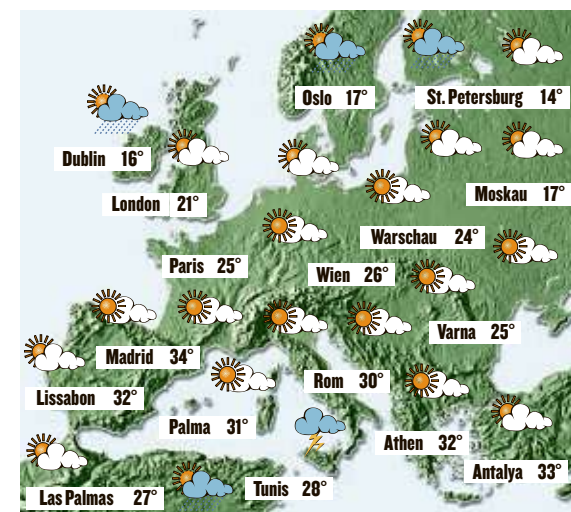 Oslo 17°
St. Petersburg 14°
Dublin 16°
London 21°
Moskau 17°
Warschau 24°
Paris 25°
Wien 26°
Varna 25°
Madrid 34°
Rom 30°
Lissabon 32°
Palma 31°
Athen 32°
Antalya 33°
Las Palmas 27°
Tunis 28°